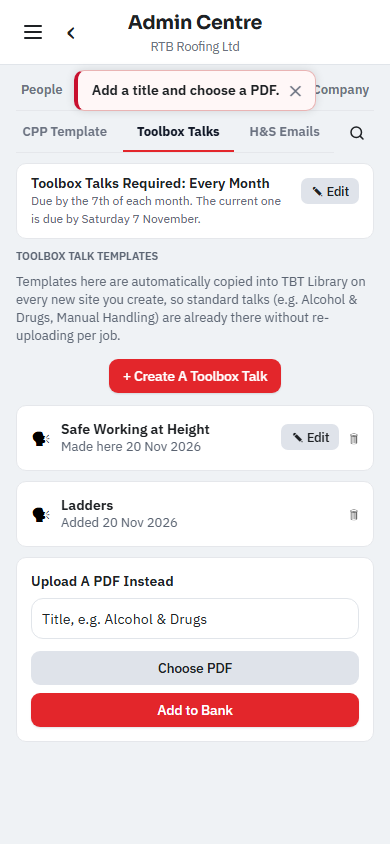 Admin Centre
RTB Roofing Ltd
People
Add a title and choose a PDF.
Company
CPP Template
Toolbox Talks
H&S Emails
Toolbox Talks Required: Every Month
Due by the 7th of each month. The current one
is due by Saturday 7 November.
Edit
TOOLBOX TALK TEMPLATES
Templates here are automatically copied into TBT Library on
every new site you create, so standard talks (e.g. Alcohol &
Drugs, Manual Handling) are already there without re-
uploading per job.
+ Create A Toolbox Talk
Safe Working at Height
Made here 20 Nov 2026
Edit
Ladders
Added 20 Nov 2026
Upload A PDF Instead
Title, e.g. Alcohol & Drugs
Choose PDF
Add to Bank